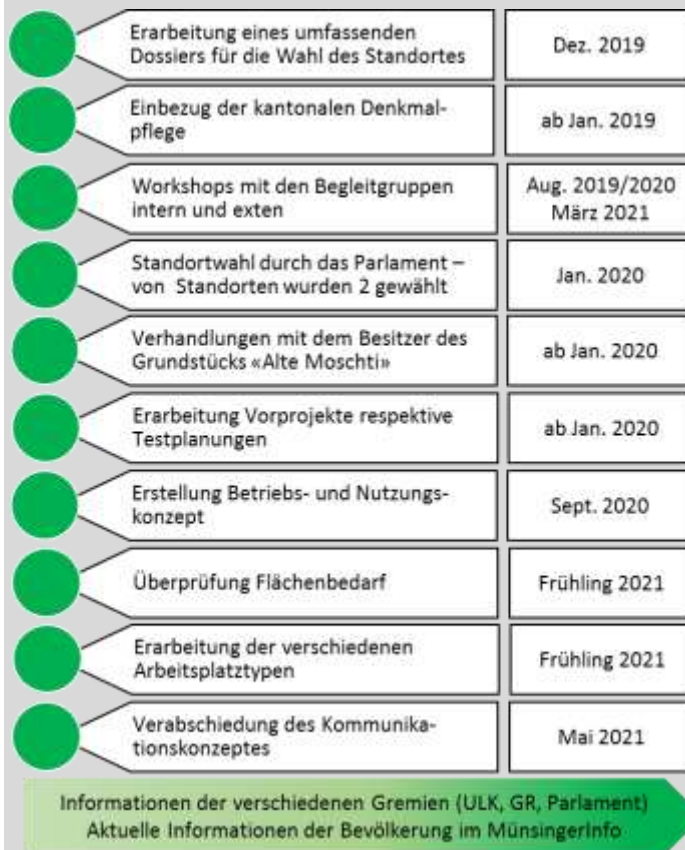 Erarbeitung eines umfassenden
Dossiers für die Wahl des Standortes
Dez. 2019
Einbezug der kantonalen Denkmal-
pflege
ab Jan. 2019
Workshops mit den Begleitgruppen
intern und exten
Aug. 2019/2020
März 2021
Standortwahl durch das Parlament –
von Standorten wurden 2 gewählt
Jan. 2020
Verhandlungen mit dem Besitzer des
Grundstücks «Alte Moschti»
ab Jan. 2020
Erarbeitung Vorprojekte respektive
Testplanungen
ab Jan. 2020
Erstellung Betriebs- und Nutzungs-
konzept
Sept. 2020
Überprüfung Flächenbedarf
Frühling 2021
Erarbeitung der verschiedenen
Arbeitsplatztypen
Frühling 2021
Verabschiedung des Kommunika-
tionskonzeptes
Mai 2021
Informationen der verschiedenen Gremien (ULK, GR, Parlament)
Aktuelle Informationen der Bevölkerung im MünsingerInfo